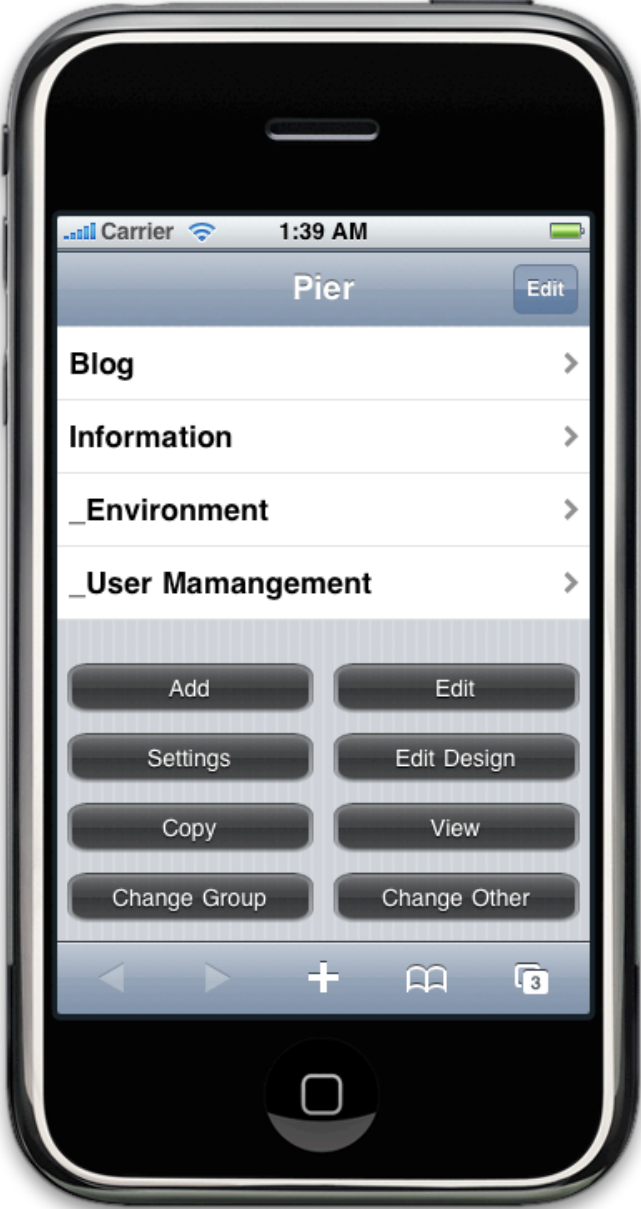 Carrier 1:39 AM
Pier Edit
Blog
Information
_Environment
_User Mamangement
Add Edit
Settings Edit Design
Copy View
Change Group Change Other
3